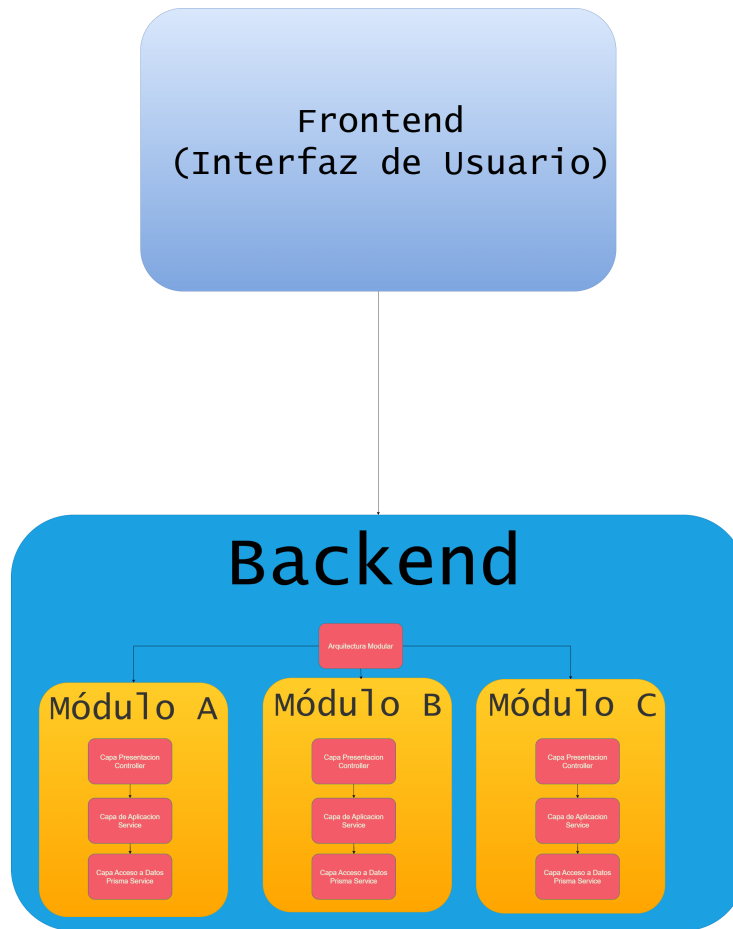 Frontend
(Interfaz de Usuario)
Backend
Arquitectura Modular
Módulo A
Capa Presentacion
Controller
Capa de Aplicacion
Service
Capa Acceso a Datos
Prisma Service
Módulo B
Capa Presentacion
Controller
Capa de Aplicacion
Service
Capa Acceso a Datos
Prisma Service
Módulo C
Capa Presentacion
Controller
Capa de Aplicacion
Service
Capa Acceso a Datos
Prisma Service